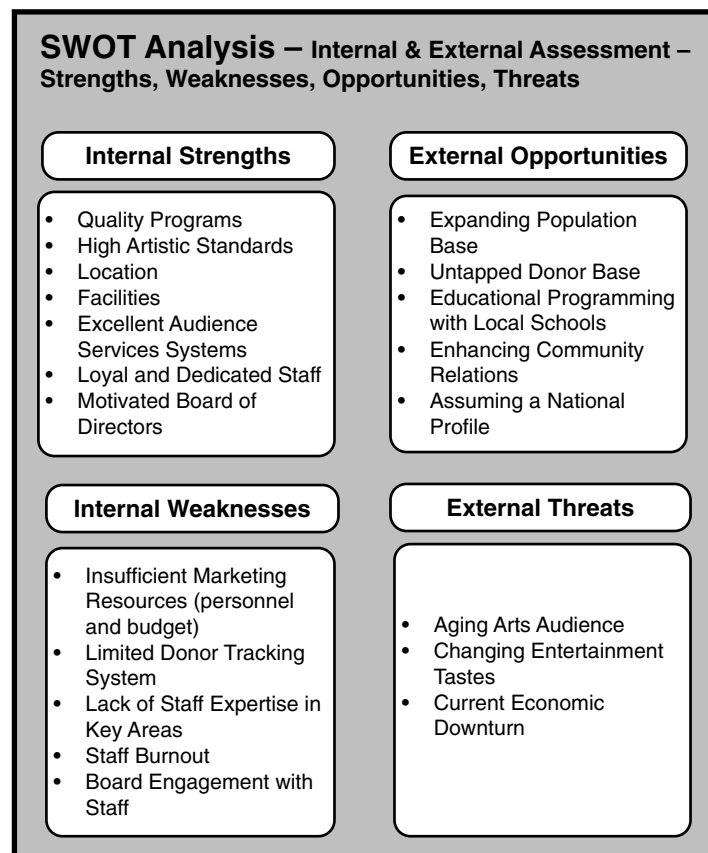 SWOT Analysis – Internal & External Assessment –
Strengths, Weaknesses, Opportunities, Threats
Internal Strengths
• Quality Programs
• High Artistic Standards
• Location
• Facilities
• Excellent Audience
Services Systems
• Loyal and Dedicated Staff
• Motivated Board of
Directors
External Opportunities
• Expanding Population
Base
• Untapped Donor Base
• Educational Programming
with Local Schools
• Enhancing Community
Relations
• Assuming a National
Profile
Internal Weaknesses
• Insufficient Marketing
Resources (personnel
and budget)
• Limited Donor Tracking
System
• Lack of Staff Expertise in
Key Areas
• Staff Burnout
• Board Engagement with
Staff
External Threats
• Aging Arts Audience
• Changing Entertainment
Tastes
• Current Economic
Downturn